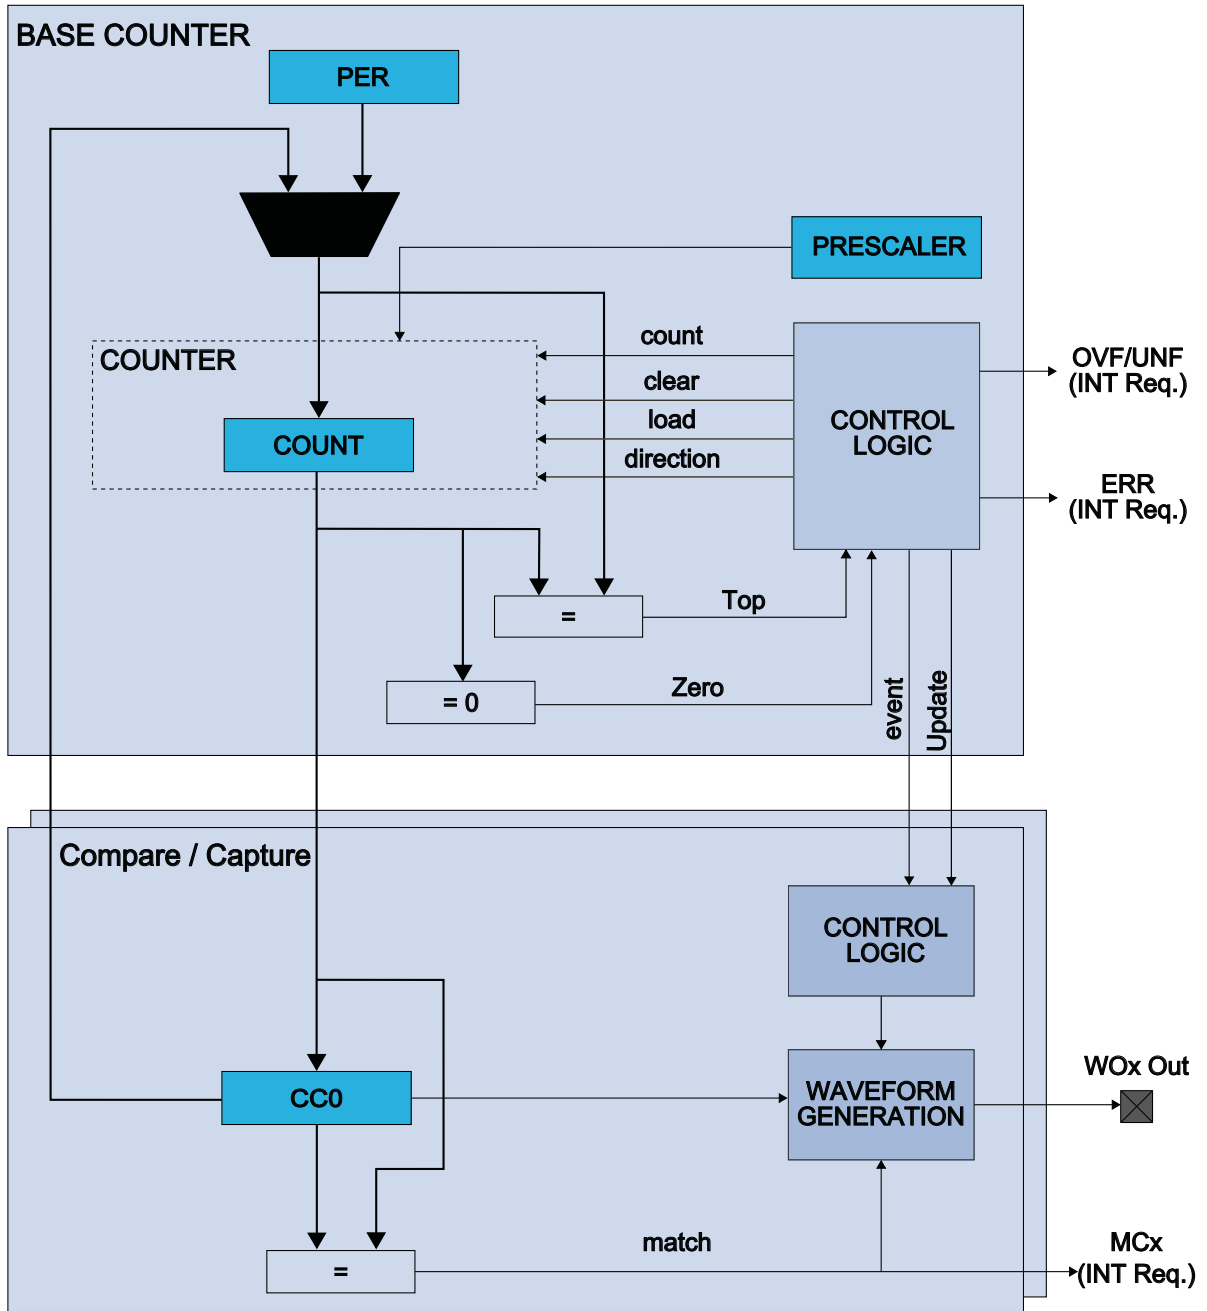 BASE COUNTER
PER
PRESCALER
COUNTER
count
clear
load
direction
COUNT
CONTROL
LOGIC
OVF/UNF
(INT Req.)
ERR
(INT Req.)
=
Top
= 0
Zero
event
Update
Compare / Capture
CONTROL
LOGIC
CC0
WAVEFORM
GENERATION
WOx Out
=
match
MCx
(INT Req.)